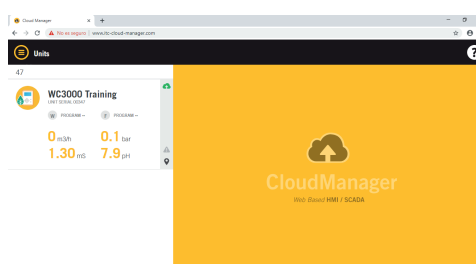 Cloud Manager
No es seguro | www.itc-cloud-manager.com
Units
47
WC3000 Training
UNIT SERIAL 00347
W PROGRAM -- F PROGRAM --
0 m3/h 0.1 bar
1.30 mS 7.9 pH
CloudManager
Web Based HMI / SCADA